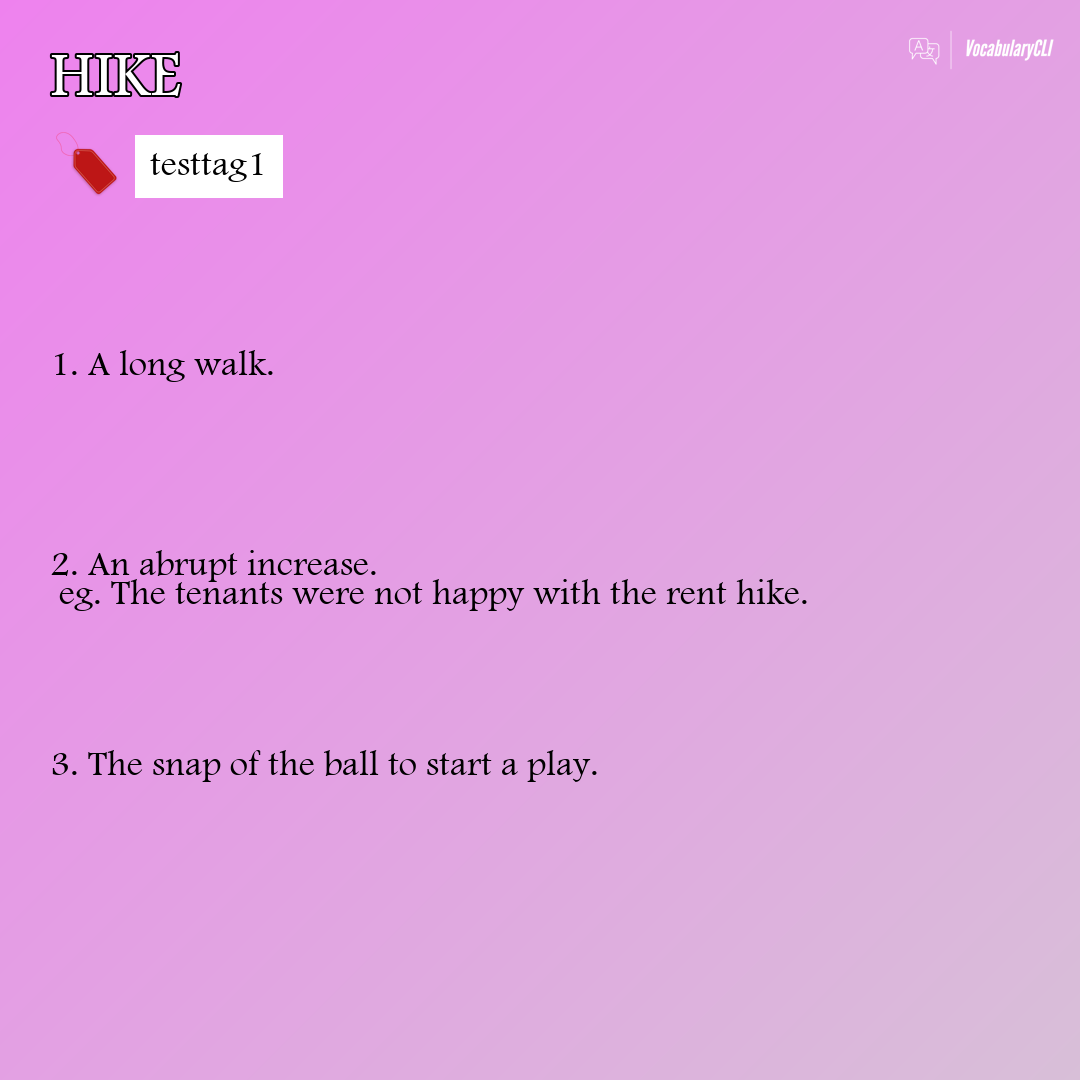 HIKE
VocabularyCLI
testtag1
1. A long walk.
2. An abrupt increase.
eg. The tenants were not happy with the rent hike.
3. The snap of the ball to start a play.